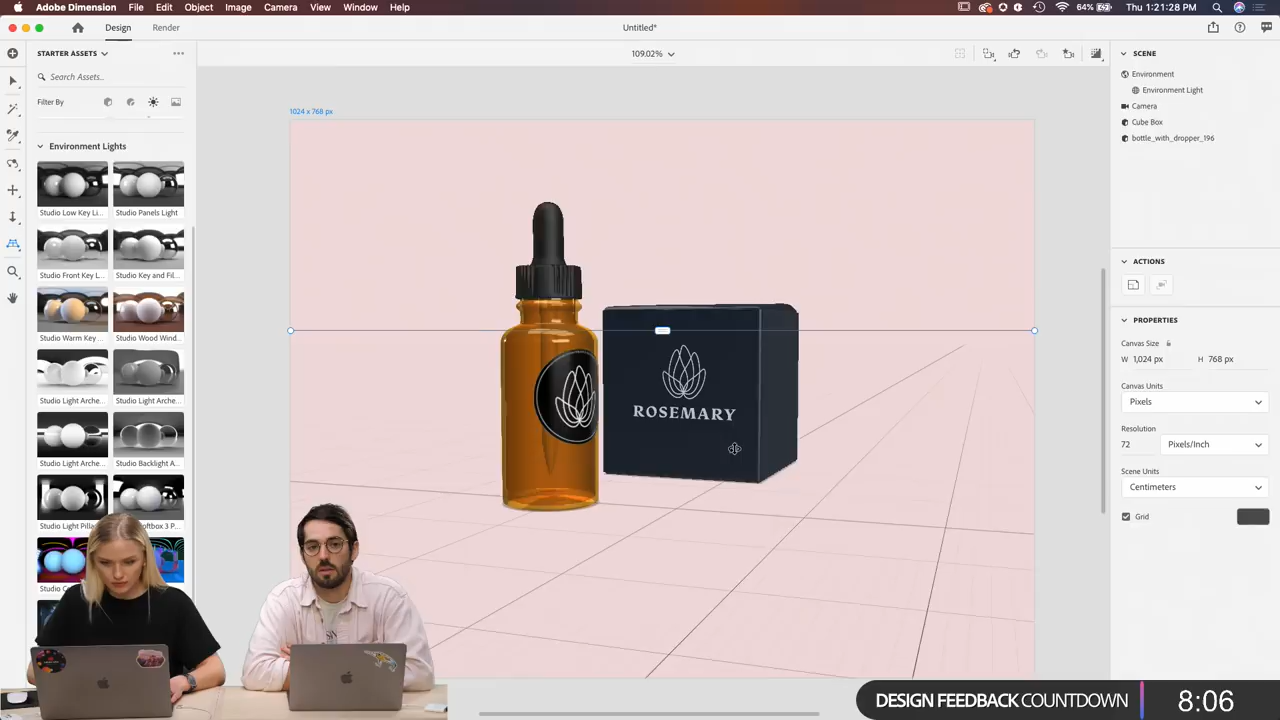 Adobe Dimension File Edit Object Image Camera View Window Help 64% Thu 1:21:28 PM
Design Render Untitled*
STARTER ASSETS 109.02% SCENE
Search Assets...
Filter By
Environment
Environment Light
Camera
Cube Box
bottle_with_dropper_196
1024 x 768 px
Environment Lights
Studio Low Key Li... Studio Panels Light
Studio Front Key L... Studio Key and Fil...
Studio Warm Key ... Studio Wood Wind...
Studio Light Arche... Studio Light Arche...
Studio Light Arche... Studio Backlight A...
Studio Light Pilla
ROSEMARY
ACTIONS
PROPERTIES
Canvas Size
W 1,024 px H 768 px
Canvas Units
Pixels
Resolution
72 Pixels/Inch
Scene Units
Centimeters
Grid
DESIGN FEEDBACK COUNTDOWN 8:06